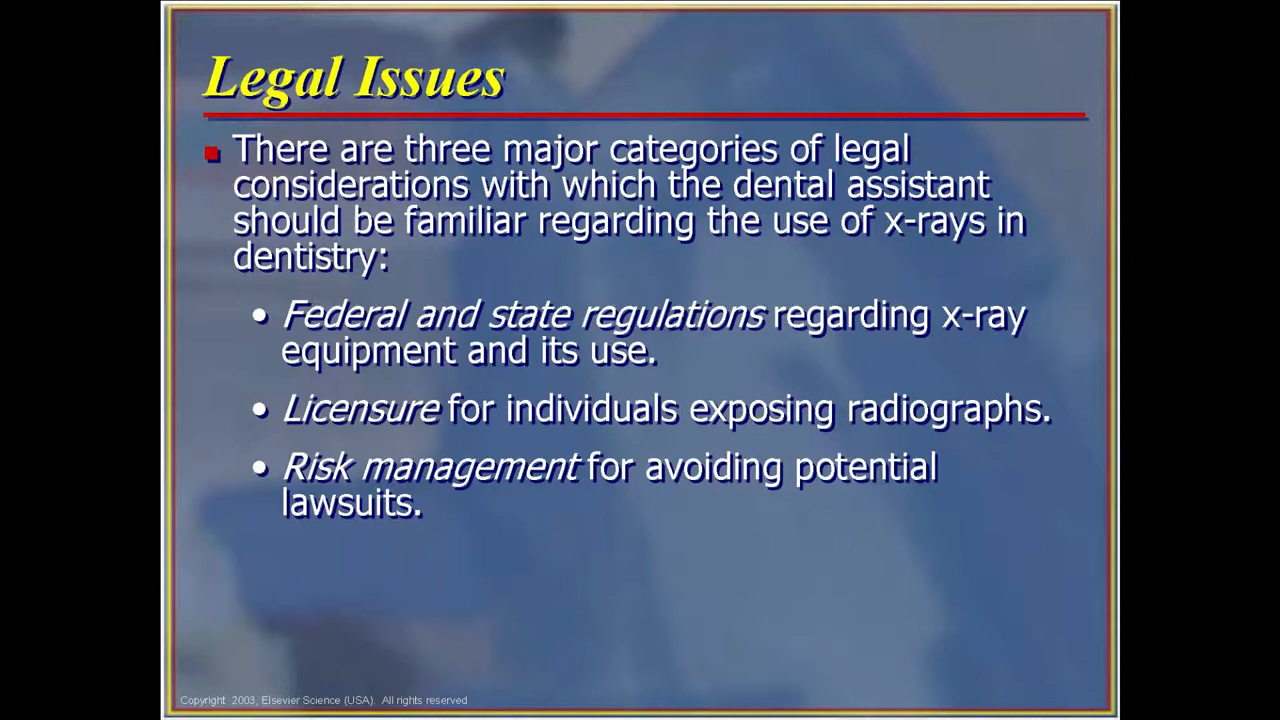 Legal Issues
There are three major categories of legal
considerations with which the dental assistant
should be familiar regarding the use of x-rays in
dentistry:
• Federal and state regulations regarding x-ray
equipment and its use.
• Licensure for individuals exposing radiographs.
• Risk management for avoiding potential
lawsuits.
Copyright 2003, Elsevier Science (USA). All rights reserved